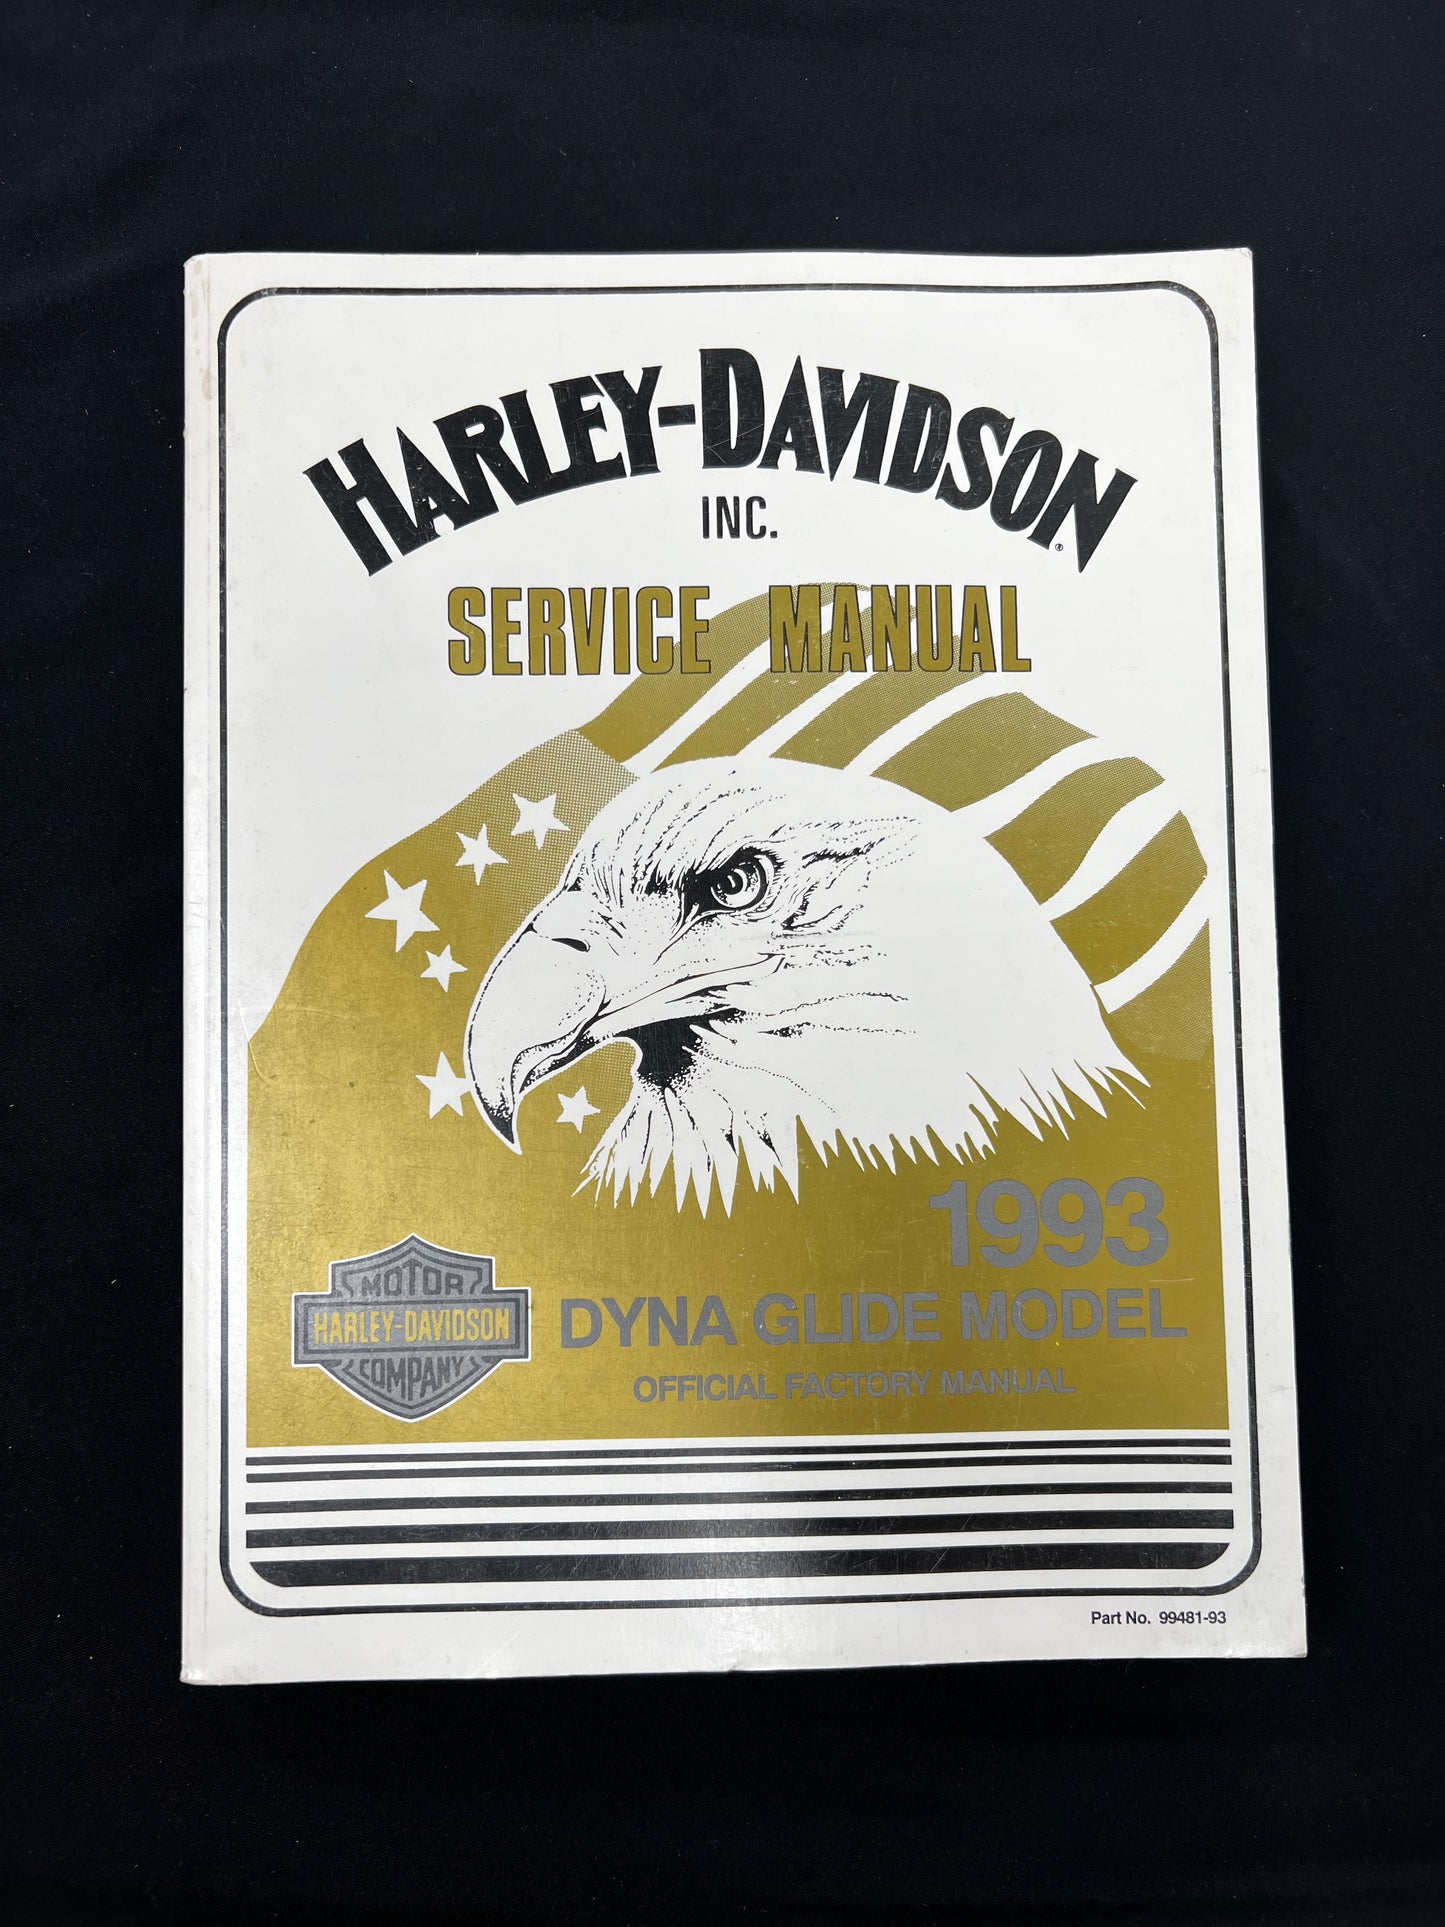 HARLEY-DAVIDSON®
INC.
SERVICE MANUAL
1993
MOTOR
HARLEY-DAVIDSON
COMPANY
DYNA GLIDE MODEL
OFFICIAL FACTORY MANUAL
Part No. 99481-93